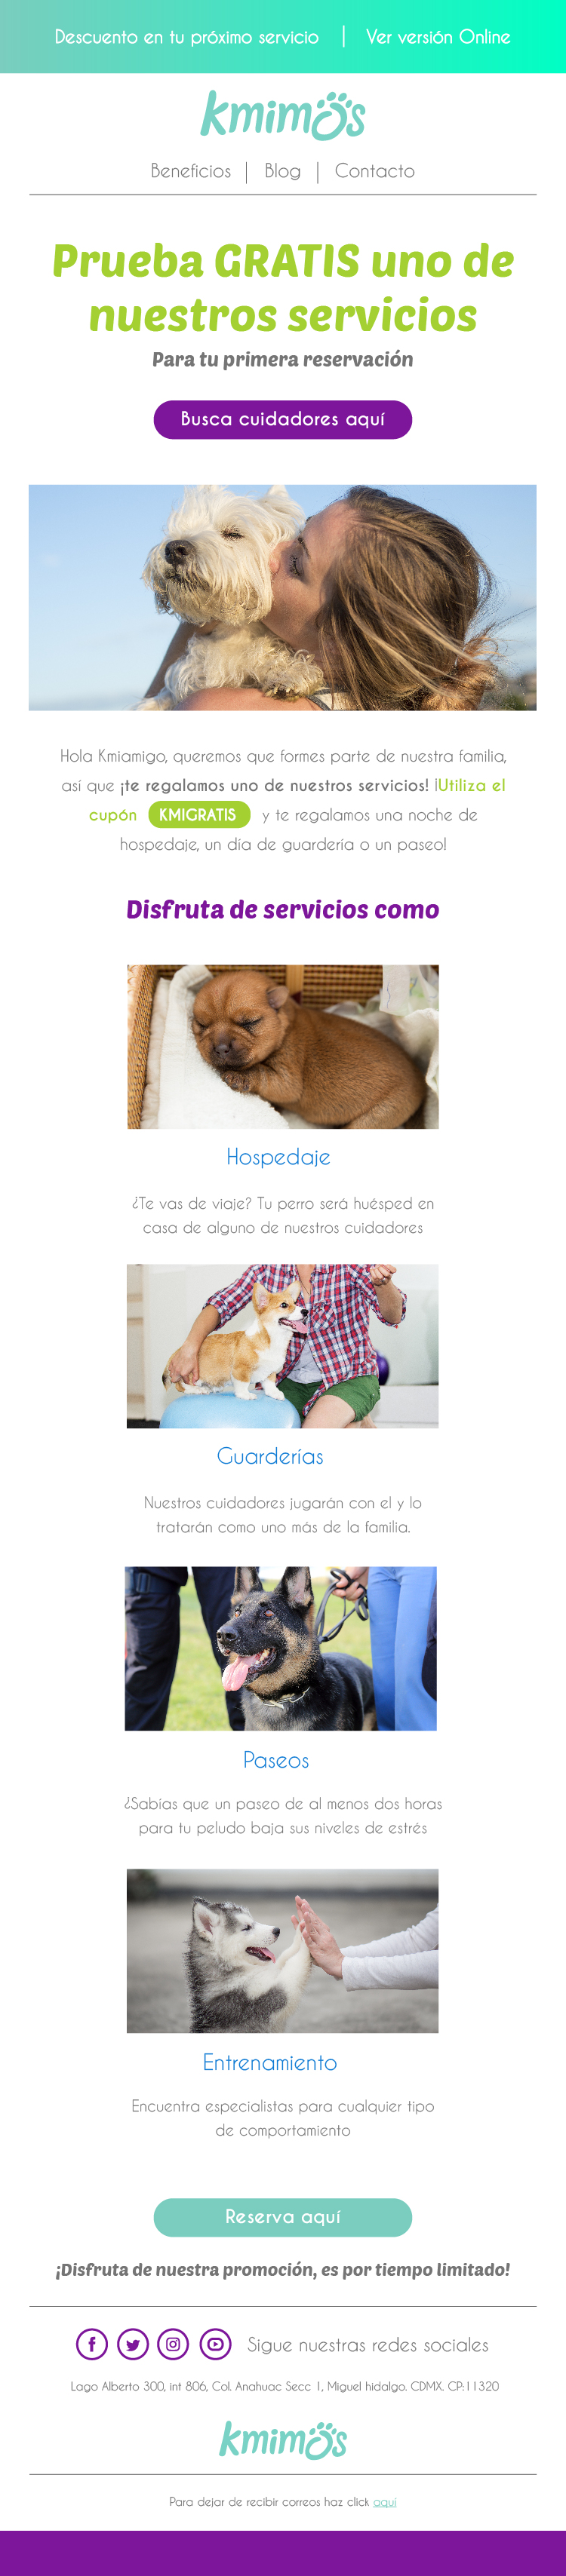 Descuento en tu próximo servicio | Ver versión Online
kmimos
Beneficios | Blog | Contacto
Prueba GRATIS uno de
nuestros servicios
Para tu primera reservación
Busca cuidadores aquí
Hola Kmiamigo, queremos que formes parte de nuestra familia,
así que ¡te regalamos uno de nuestros servicios! ¡Utiliza el
cupón KMIGRATIS y te regalamos una noche de
hospedaje, un día de guardería o un paseo!
Disfruta de servicios como
Hospedaje
¿Te vas de viaje? Tu perro será huésped en
casa de alguno de nuestros cuidadores
Guarderías
Nuestros cuidadores jugarán con el y lo
tratarán como uno más de la familia.
Paseos
¿Sabías que un paseo de al menos dos horas
para tu peludo baja sus niveles de estrés
Entrenamiento
Encuentra especialistas para cualquier tipo
de comportamiento
Reserva aquí
¡Disfruta de nuestra promoción, es por tiempo limitado!
Sigue nuestras redes sociales
Lago Alberto 300, int 806, Col. Anahuac Secc 1, Miguel hidalgo. CDMX. CP:11320
kmimos
Para dejar de recibir correos haz click aquí